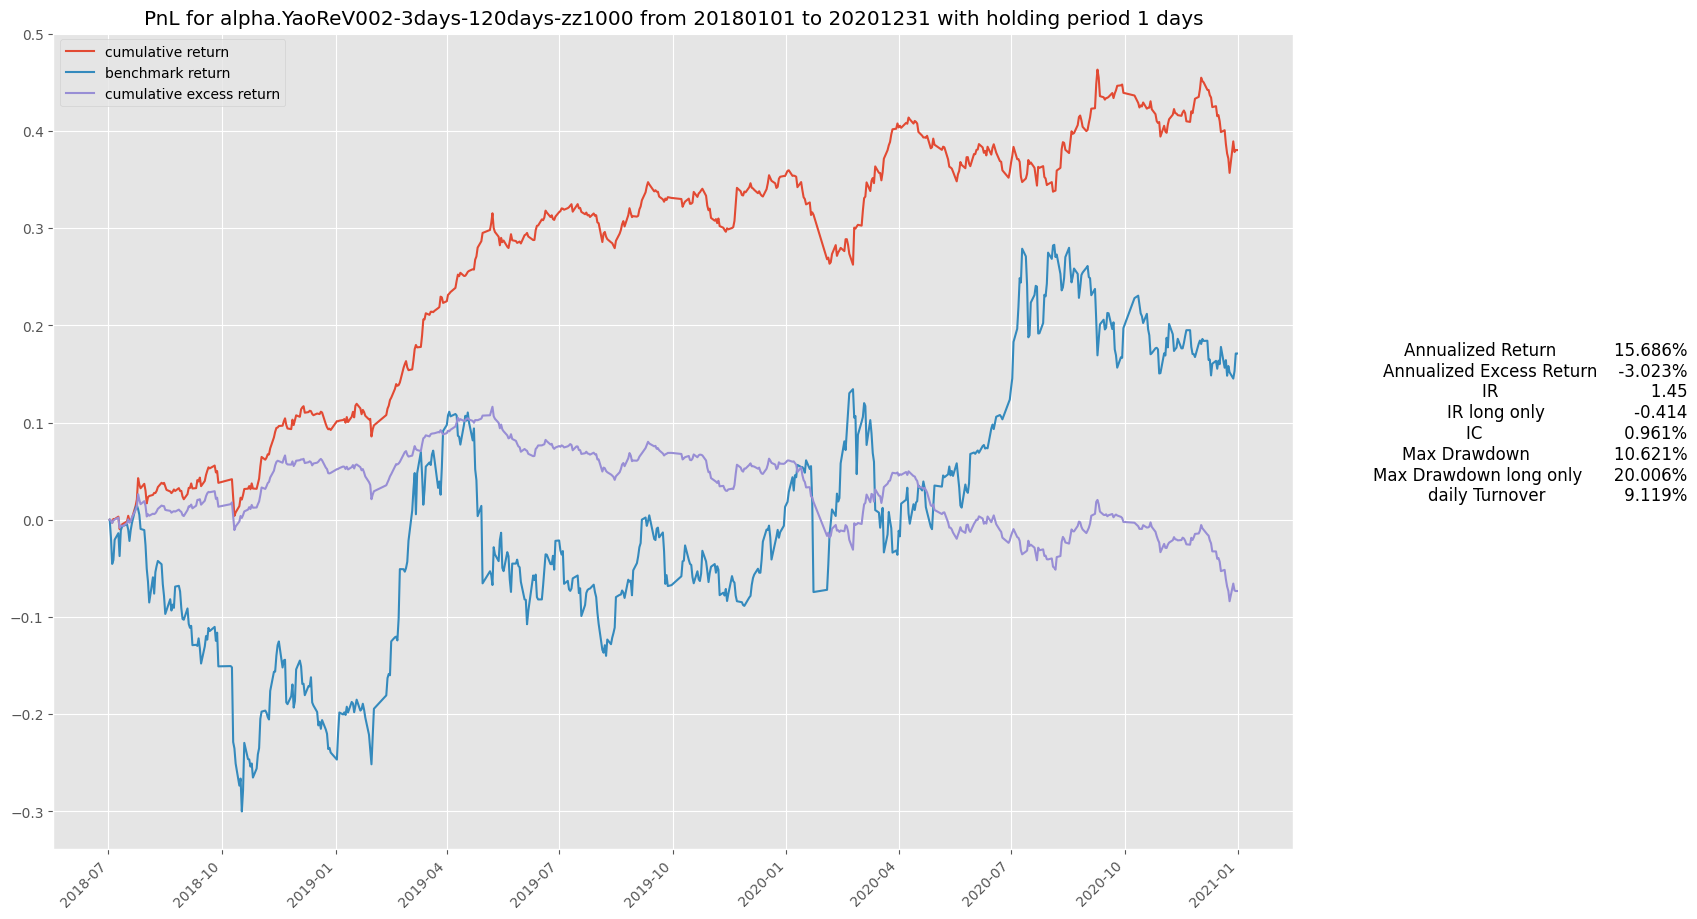 PnL for alpha.YaoReV002-3days-120days-zz1000 from 20180101 to 20201231 with holding period 1 days
cumulative return
benchmark return
cumulative excess return
0.5
0.4
0.3
0.2
0.1
0.0
−0.1
−0.2
−0.3
2018-07
2018-10
2019-01
2019-04
2019-07
2019-10
2020-01
2020-04
2020-07
2020-10
2021-01
Annualized Return 15.686%
Annualized Excess Return -3.023%
IR 1.45
IR long only -0.414
IC 0.961%
Max Drawdown 10.621%
Max Drawdown long only 20.006%
daily Turnover 9.119%